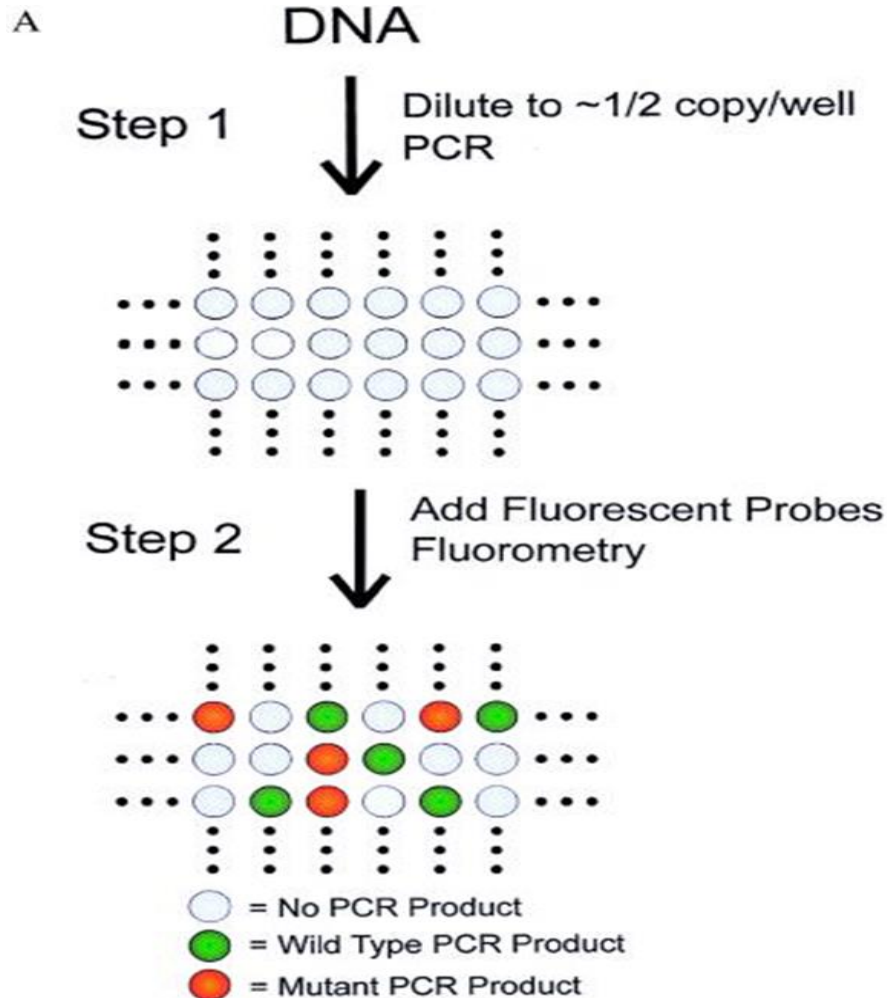 A
DNA
Step 1
Dilute to ~1/2 copy/well
PCR
Step 2
Add Fluorescent Probes
Fluorometry
= No PCR Product
= Wild Type PCR Product
= Mutant PCR Product